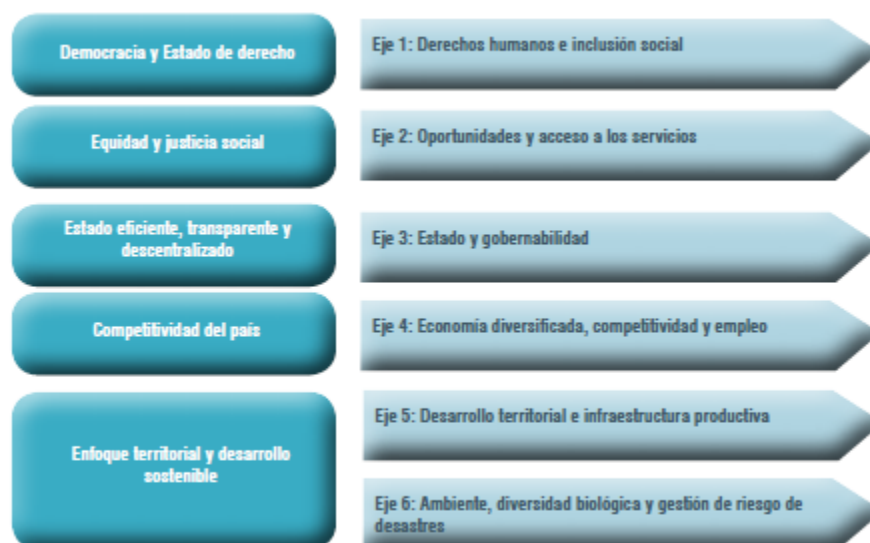 Democracia y Estado de derecho
Eje 1: Derechos humanos e inclusión social
Equidad y justicia social
Eje 2: Oportunidades y acceso a los servicios
Estado eficiente, transparente y
descentralizado
Eje 3: Estado y gobernabilidad
Competitividad del país
Eje 4: Economía diversificada, competitividad y empleo
Enfoque territorial y desarrollo
sostenible
Eje 5: Desarrollo territorial e infraestructura productiva
Eje 6: Ambiente, diversidad biológica y gestión de riesgo de
desastres